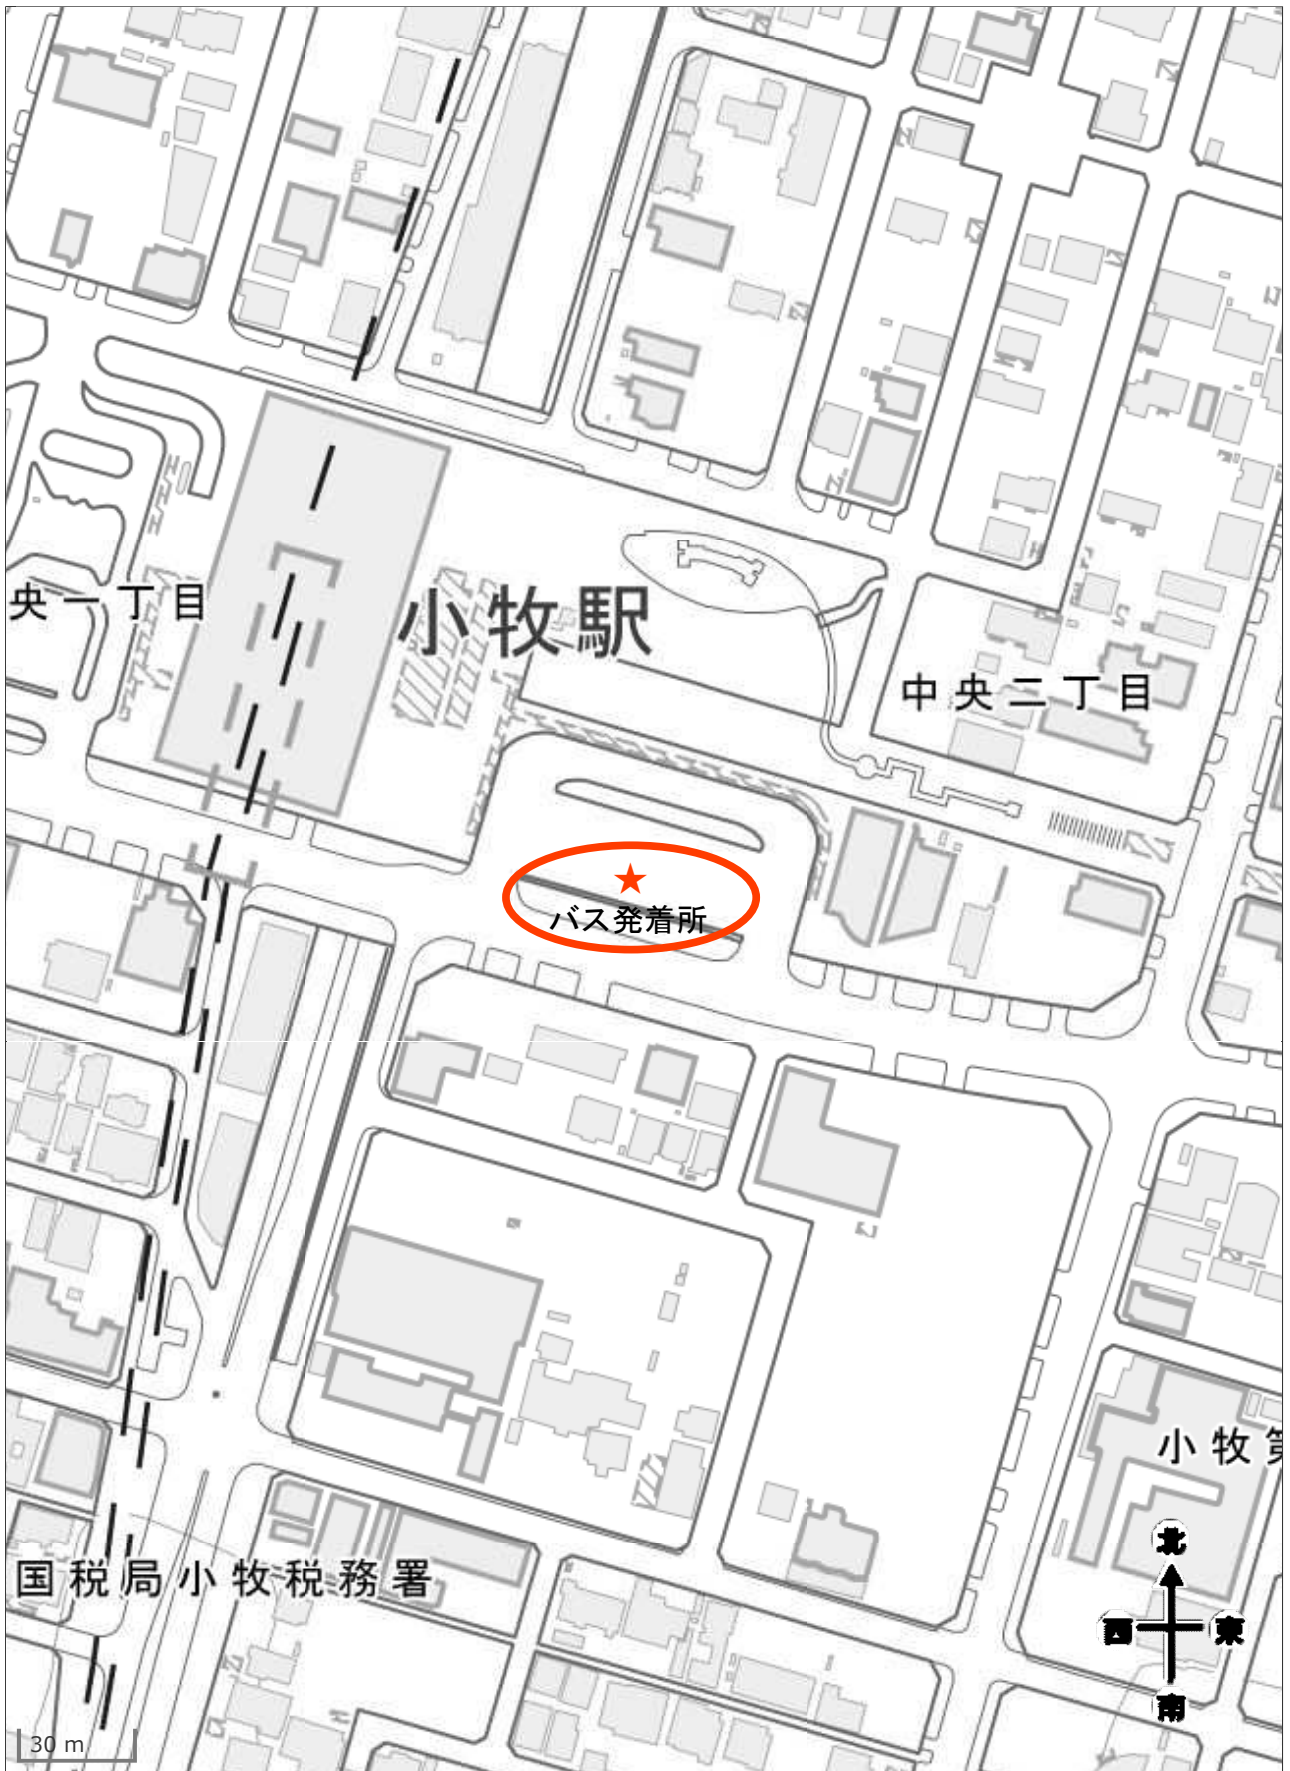 央一丁目
小牧駅
中央二丁目
バス発着所
小牧第
国税局小牧税務署
北
西
東
南
30 m